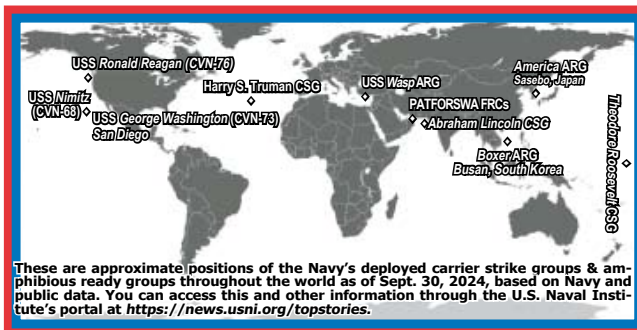 USS Ronald Reagan (CVN-76)
USS Nimitz
(CVN-68)
USS George Washington (CVN-73)
San Diego
Harry S. Truman CSG
USS Wasp ARG
PATFORSWA FRCs
Abraham Lincoln CSG
America ARG
Sasebo, Japan
Boxer ARG
Busan, South Korea
Theodore Roosevelt CSG
These are approximate positions of the Navy’s deployed carrier strike groups & am-
phibious ready groups throughout the world as of Sept. 30, 2024, based on Navy and
public data. You can access this and other information through the U.S. Naval Insti-
tute’s portal at https://news.usni.org/topstories.